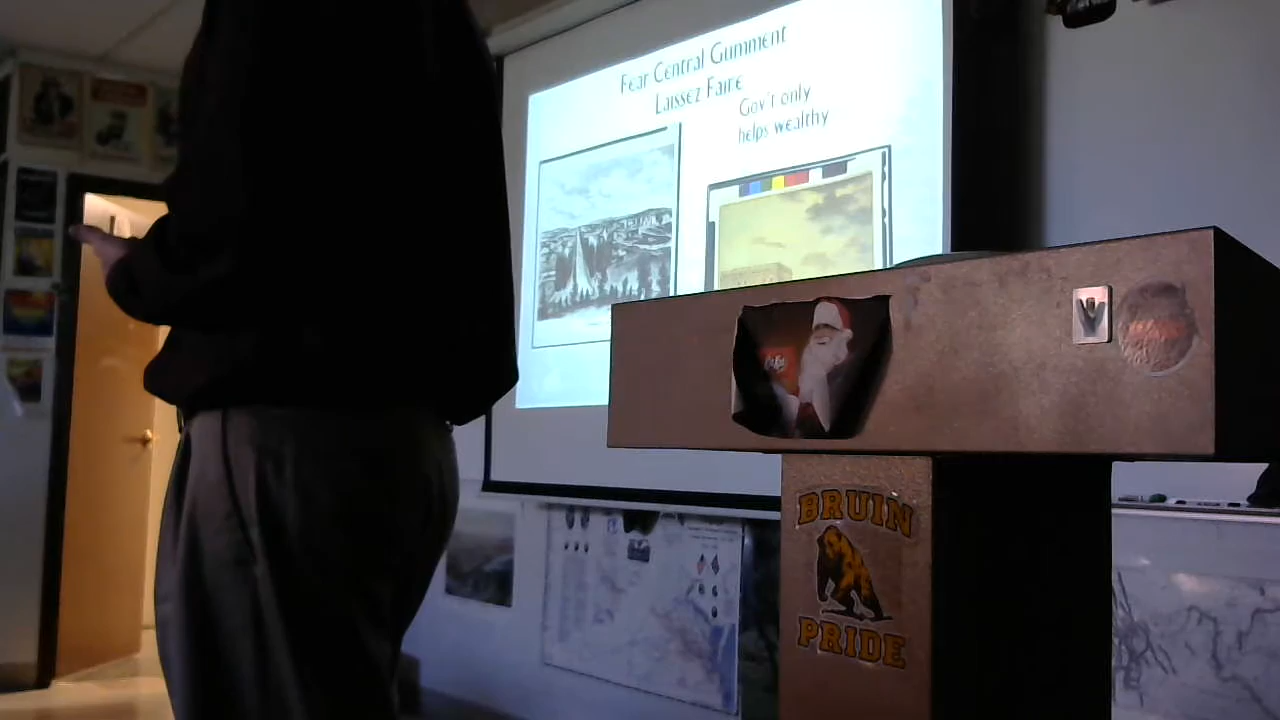 Fear Central Gumment
Laissez Faire
Gov't only
helps wealthy
BRUIN
PRIDE